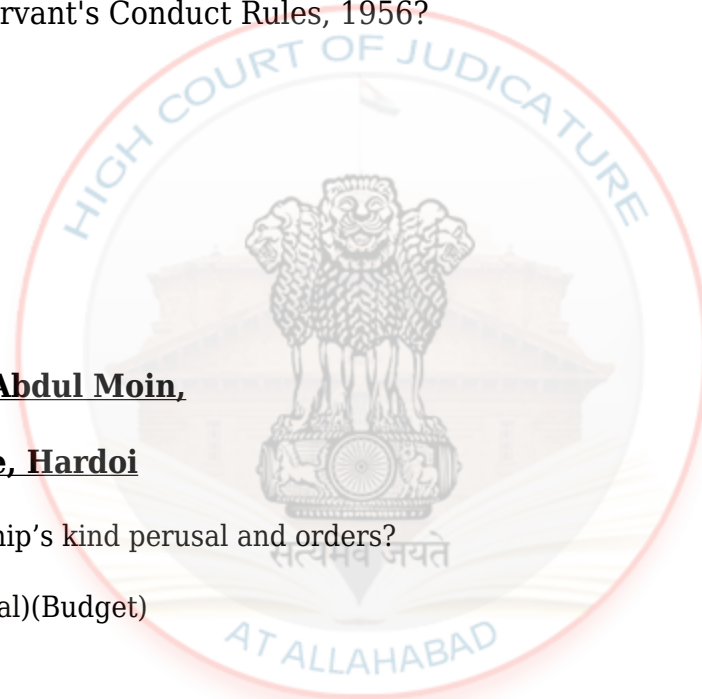 rvant's Conduct Rules, 1956?
HIGH COURT OF JUDICATURE
Abdul Moin,
e, Hardoi
hip's kind perusal and orders?
सत्यमेव जयते
al)(Budget)
AT ALLAHABAD